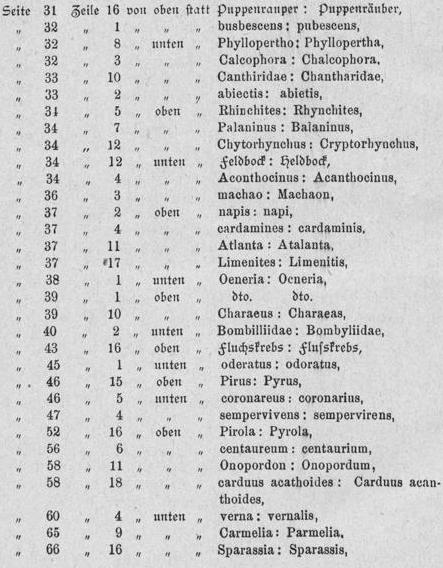 Seite 31 Zeile 16 von oben statt Puppenrauper: Puppenräuber,
„ 32 „ 1 „ „ „ busbescens: pubescens,
„ 32 „ 8 „ unten „ Phyllopertho: Phyllopertha,
„ 32 „ 3 „ „ „ Calcophora: Chalcophora,
„ 33 „ 10 „ „ „ Canthiridae: Chantharidae,
„ 33 „ 2 „ „ „ abiectis: abietis,
„ 34 „ 5 „ oben „ Rhinchites: Rhynchites,
„ 34 „ 7 „ „ „ Palaninus: Balaninus,
„ 34 „ 12 „ „ „ Chytorhynchus: Cryptorhynchus,
„ 34 „ 12 „ unten „ Feldbock: Heldbock,
„ 34 „ 4 „ „ „ Aconthocinus: Acanthocinus,
„ 36 „ 3 „ „ „ machao: Machaon,
„ 37 „ 2 „ oben „ napis: napi,
„ 37 „ 4 „ „ „ cardamines: cardaminis,
„ 37 „ 11 „ „ „ Atlanta: Atalanta,
„ 37 „ 17 „ „ „ Limenites: Limenitis,
„ 38 „ 1 „ unten „ Oeneria: Ocneria,
„ 39 „ 1 „ oben „ dto. dto.
„ 39 „ 10 „ „ „ Charaeus: Charaeas,
„ 40 „ 2 „ unten „ Bombilliidae: Bombyliidae,
„ 43 „ 16 „ oben „ Fluchskrebs: Flußkrebs,
„ 45 „ 1 „ unten „ oderatus: odoratus,
„ 46 „ 15 „ oben „ Pirus: Pyrus,
„ 46 „ 5 „ unten „ coronareus: coronarius,
„ 47 „ 4 „ „ „ sempervivens: sempervirens,
„ 52 „ 16 „ oben „ Pirola: Pyrola,
„ 56 „ 6 „ „ „ centaureum: centaurium,
„ 58 „ 11 „ „ „ Onopordon: Onopordum,
„ 58 „ 18 „ „ „ carduus acathoides: Carduus acan-
thoides,
„ 60 „ 4 „ unten „ verna: vernalis,
„ 65 „ 9 „ „ „ Carmelia: Parmelia,
„ 66 „ 16 „ „ „ Sparassia: Sparassis,